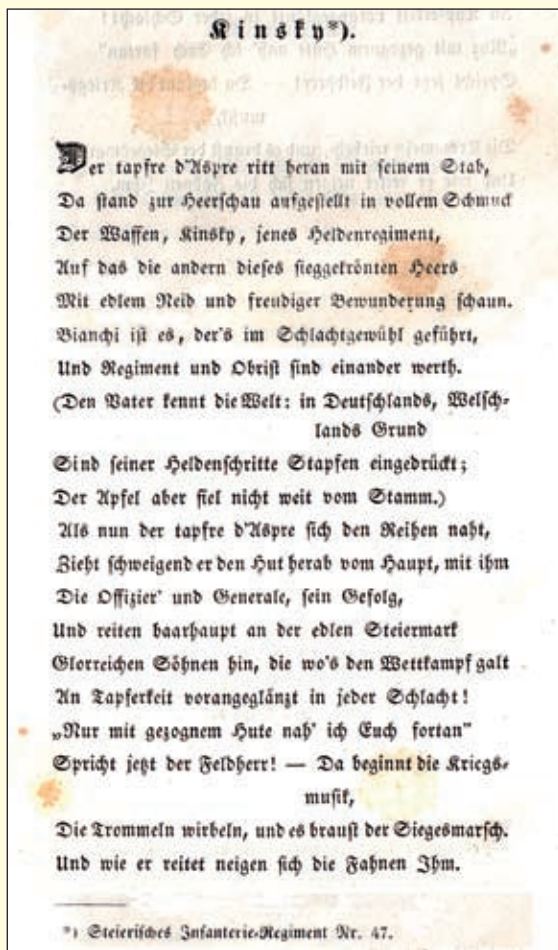 Kinsky*).
Der tapfre d'Aspre ritt heran mit seinem Stab,
Da stand zur Heerschau aufgestellt in vollem Schmuck
Der Waffen, Kinsky, jenes Heldenregiment,
Auf das die andern dieses sieggekrönten Heers
Mit edlem Neid und freudiger Bewunderung schaun.
Bianchi ist es, der's im Schlachtgewühl geführt,
Und Regiment und Obrist sind einander werth.
(Den Vater kennt die Welt: in Deutschlands, Welsch-
lands Grund
Sind seiner Heldenschritte Stapfen eingedrückt;
Der Apfel aber fiel nicht weit vom Stamm.)
Als nun der tapfre d'Aspre sich den Reihen naht,
Zieht schweigend er den Hut herab vom Haupt, mit ihm
Die Offizier' und Generale, sein Gefolg,
Und reiten baarhaupt an der edlen Steiermark
Glorreichen Söhnen hin, die wo's den Wettkampf galt
An Tapferkeit vorangeglänzt in jeder Schlacht!
„Nur mit gezognem Hute nah' ich Euch fortan"
Spricht jetzt der Feldherr! — Da beginnt die Kriegs-
musik,
Die Trommeln wirbeln, und es braust der Siegesmarsch.
Und wie er reitet neigen sich die Fahnen Ihm.
*) Steierisches Infanterie-Regiment Nr. 47.